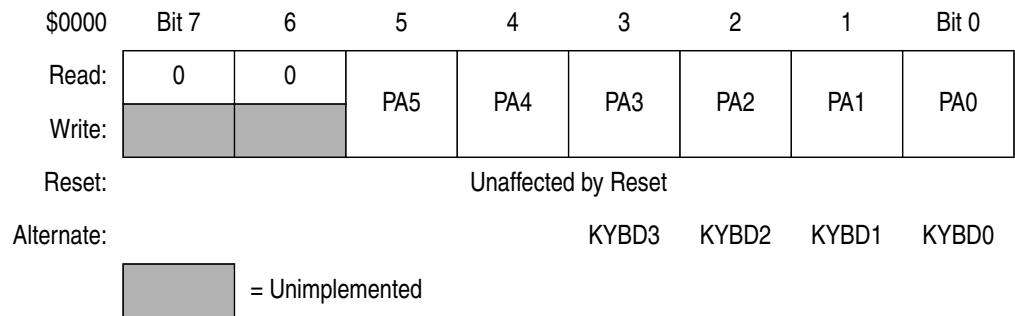 $0000 Bit 7 6 5 4 3 2 1 Bit 0
Read: 0 0 PA5 PA4 PA3 PA2 PA1 PA0
Write:
Reset: Unaffected by Reset
Alternate: KYBD3 KYBD2 KYBD1 KYBD0
= Unimplemented